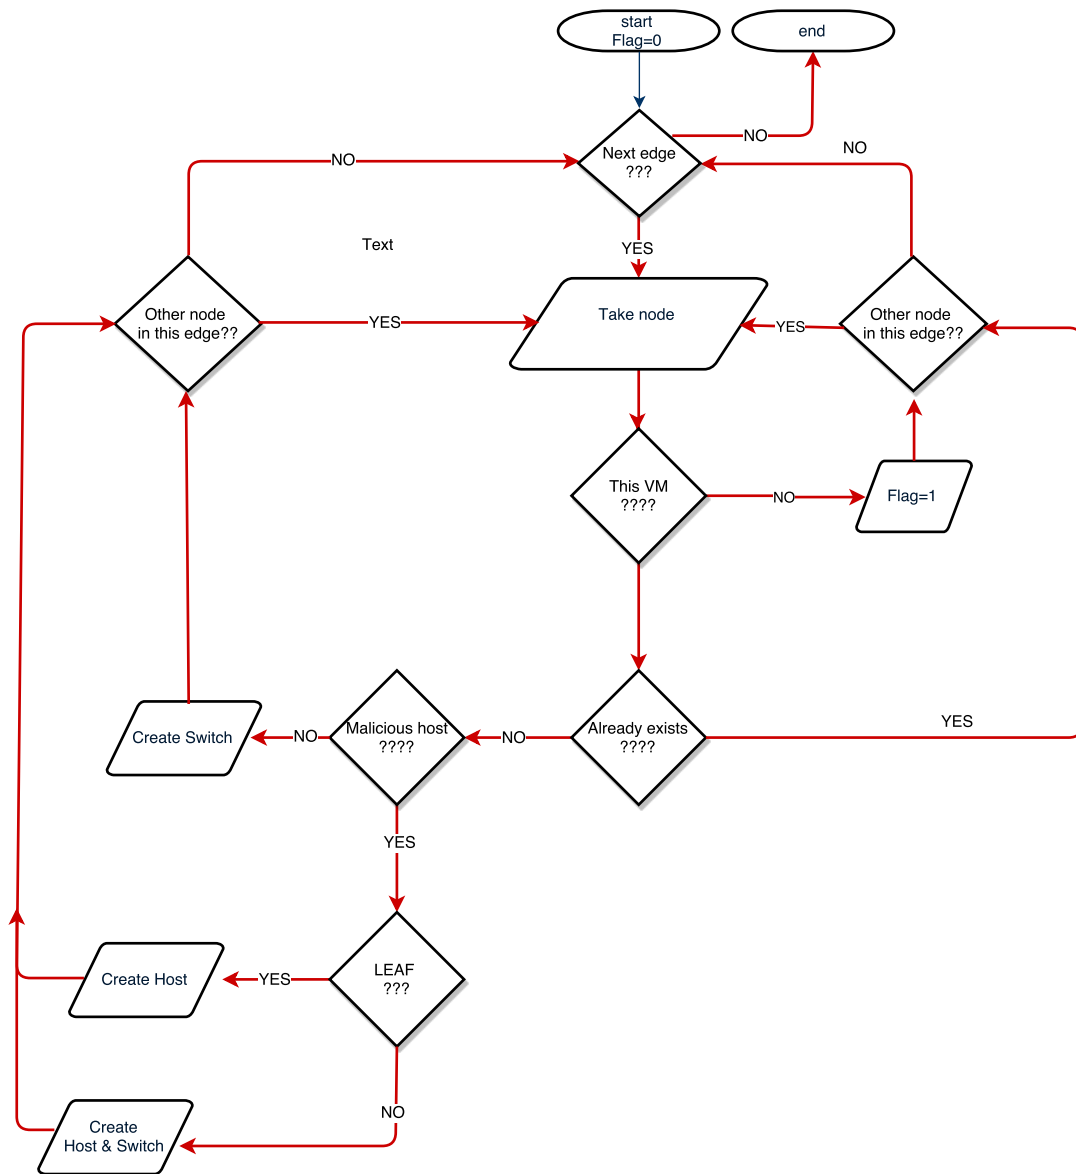 start
Flag=0
end
NO
Next edge
???
NO
NO
YES
Text
Take node
Other node
in this edge??
YES
YES
Other node
in this edge??
This VM
????
NO
Flag=1
Create Switch
NO
Malicious host
????
NO
Already exists
????
YES
YES
Create Host
YES
LEAF
???
NO
Create
Host & Switch